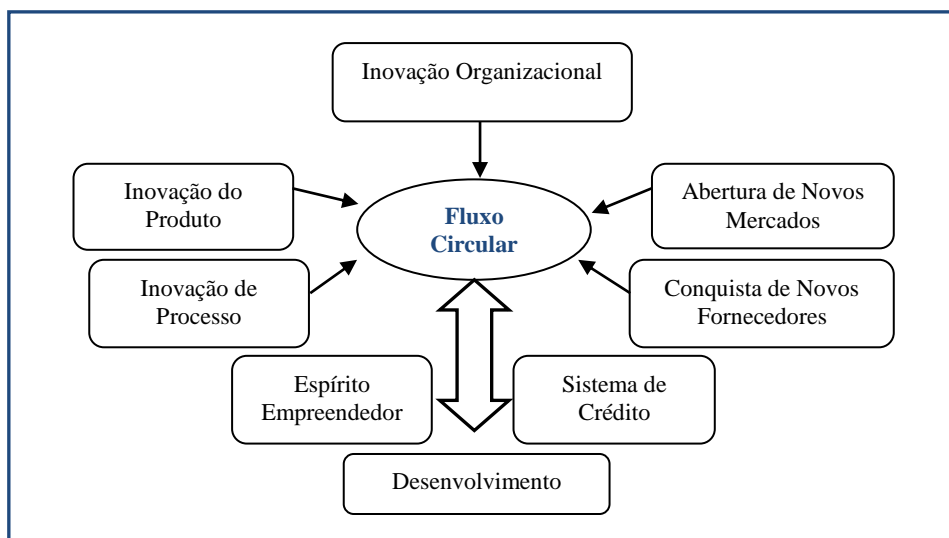 Inovação Organizacional
Inovação do
Produto
Fluxo
Circular
Abertura de Novos
Mercados
Inovação de
Processo
Conquista de Novos
Fornecedores
Espírito
Empreendedor
Sistema de
Crédito
Desenvolvimento